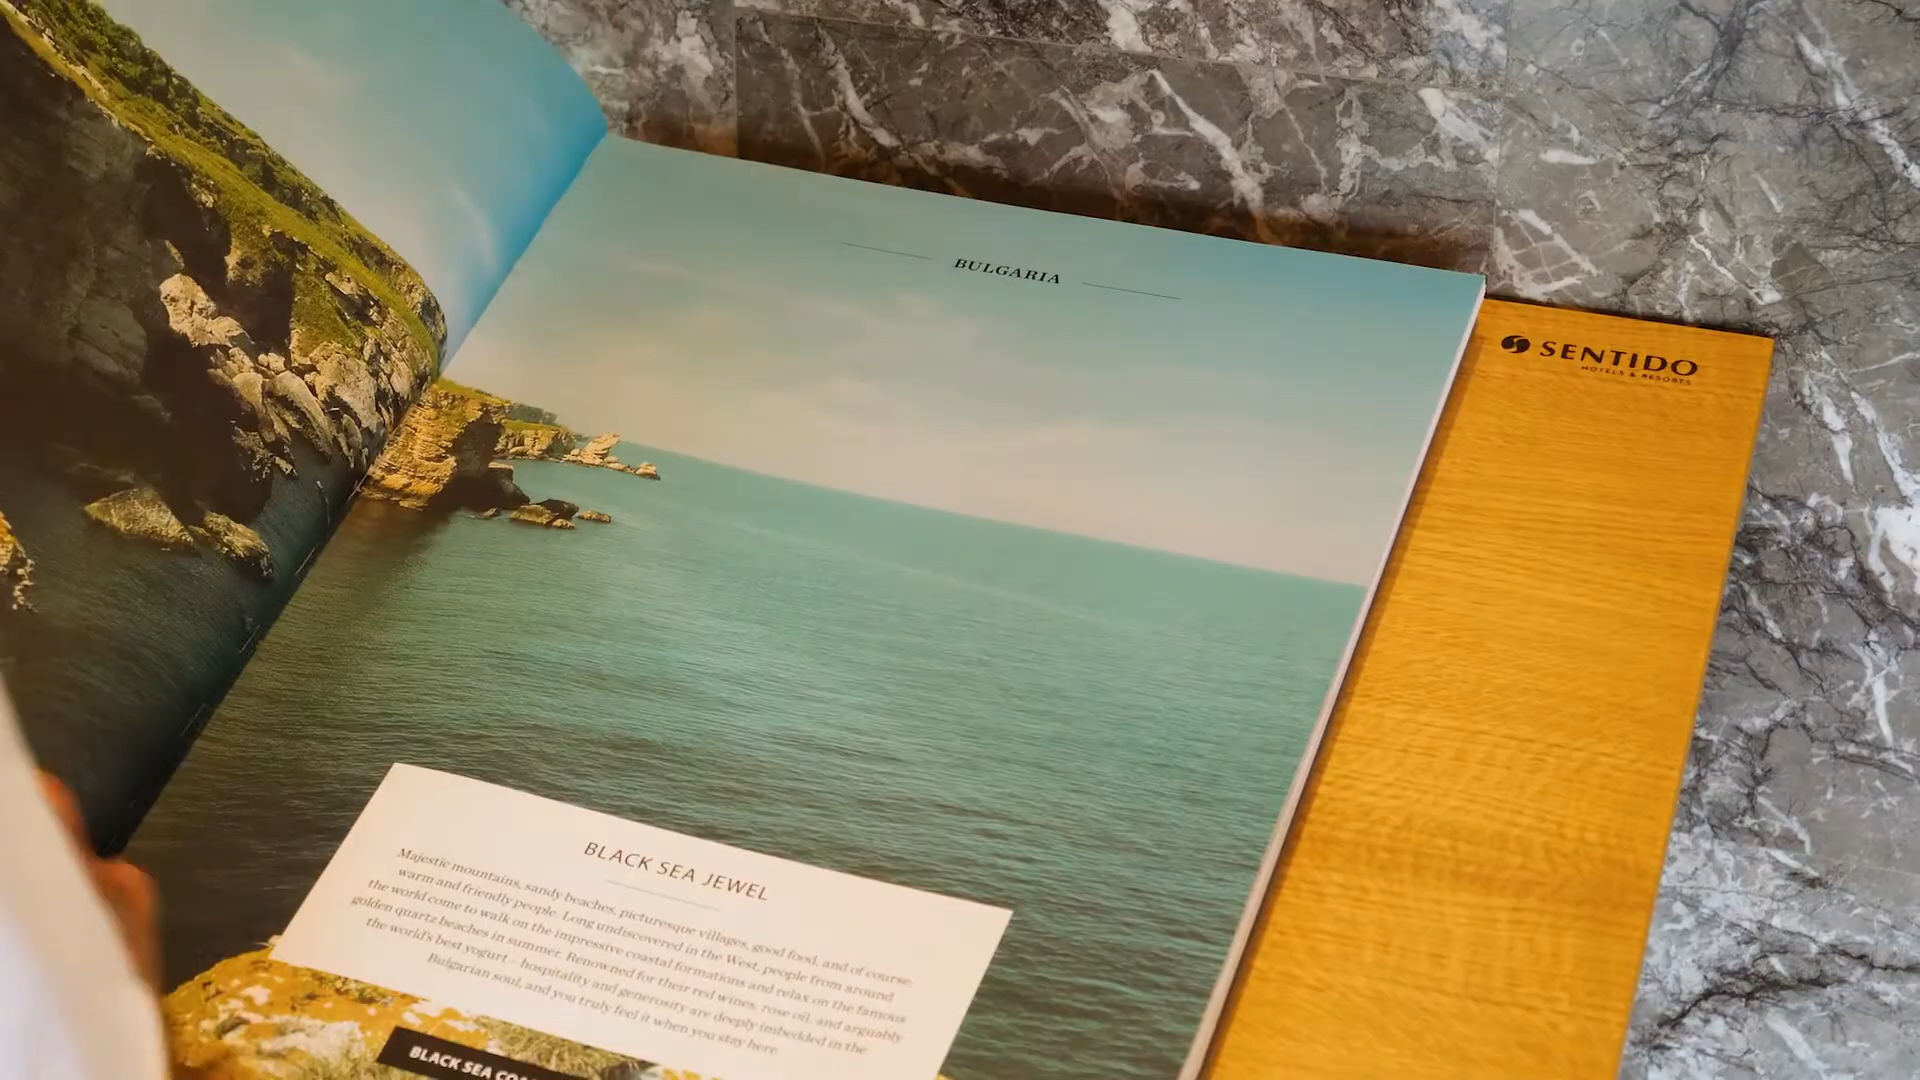 BULGARIA
SENTIDO
HOTELS & RESORTS
BLACK SEA JEWEL
Majestic mountains, sandy beaches, picturesque villages, good food, and of course
warm and friendly people. Long undiscovered in the West, people from around
the world come to walk on the impressive coastal formations and relax on the famous
golden quartz beaches in summer. Renowned for their red wines, rose oil, and arguably
the world's best yogurt – hospitality and generosity are deeply imbedded in the
Bulgarian soul, and you truly feel it when you stay here.
BLACK SEA